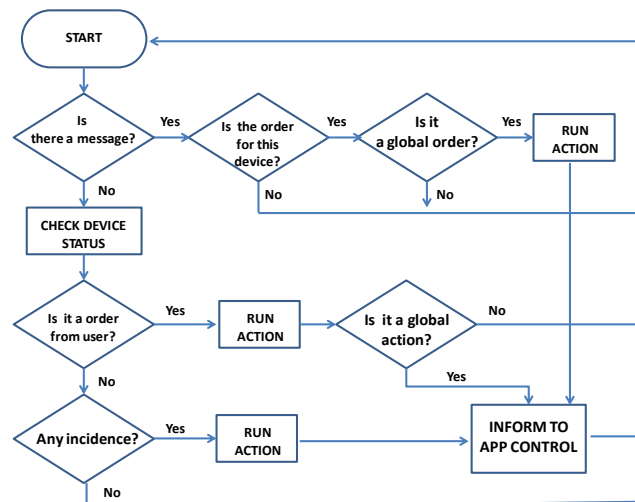 START
Is
there a message?
Yes
Is the order
for this
device?
Yes
Is it
a global order?
Yes
RUN
ACTION
No
No
No
CHECK DEVICE
STATUS
Is it a order
from user?
Yes
RUN
ACTION
Is it a global
action?
No
Yes
No
Any incidence?
Yes
RUN
ACTION
INFORM TO
APP CONTROL
No